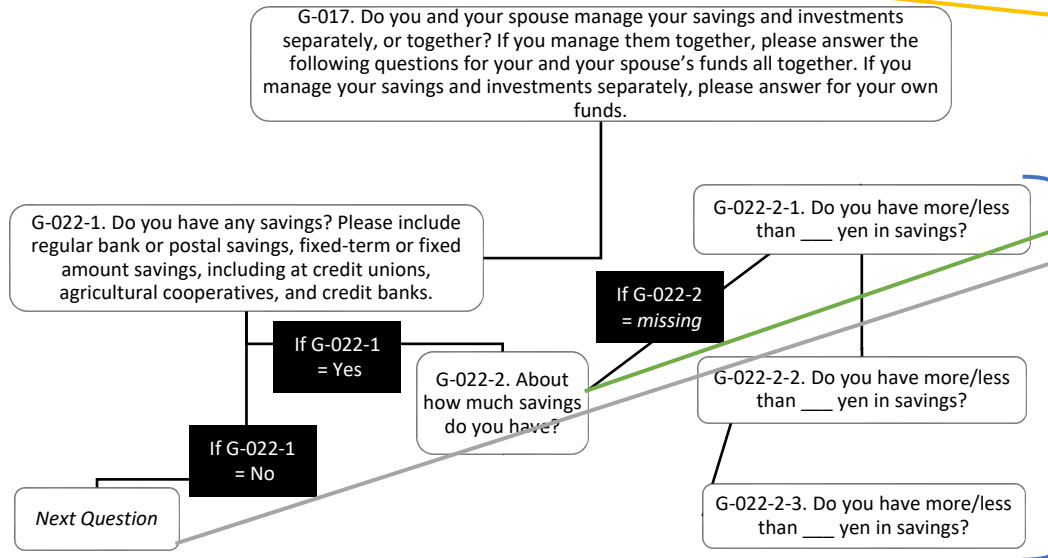 G-017. Do you and your spouse manage your savings and investments
separately, or together? If you manage them together, please answer the
following questions for your and your spouse’s funds all together. If you
manage your savings and investments separately, please answer for your own
funds.
G-022-1. Do you have any savings? Please include
regular bank or postal savings, fixed-term or fixed
amount savings, including at credit unions,
agricultural cooperatives, and credit banks.
G-022-2-1. Do you have more/less
than ___ yen in savings?
If G-022-2
= missing
If G-022-1
= Yes
G-022-2. About
how much savings
do you have?
G-022-2-2. Do you have more/less
than ___ yen in savings?
If G-022-1
= No
Next Question
G-022-2-3. Do you have more/less
than ___ yen in savings?